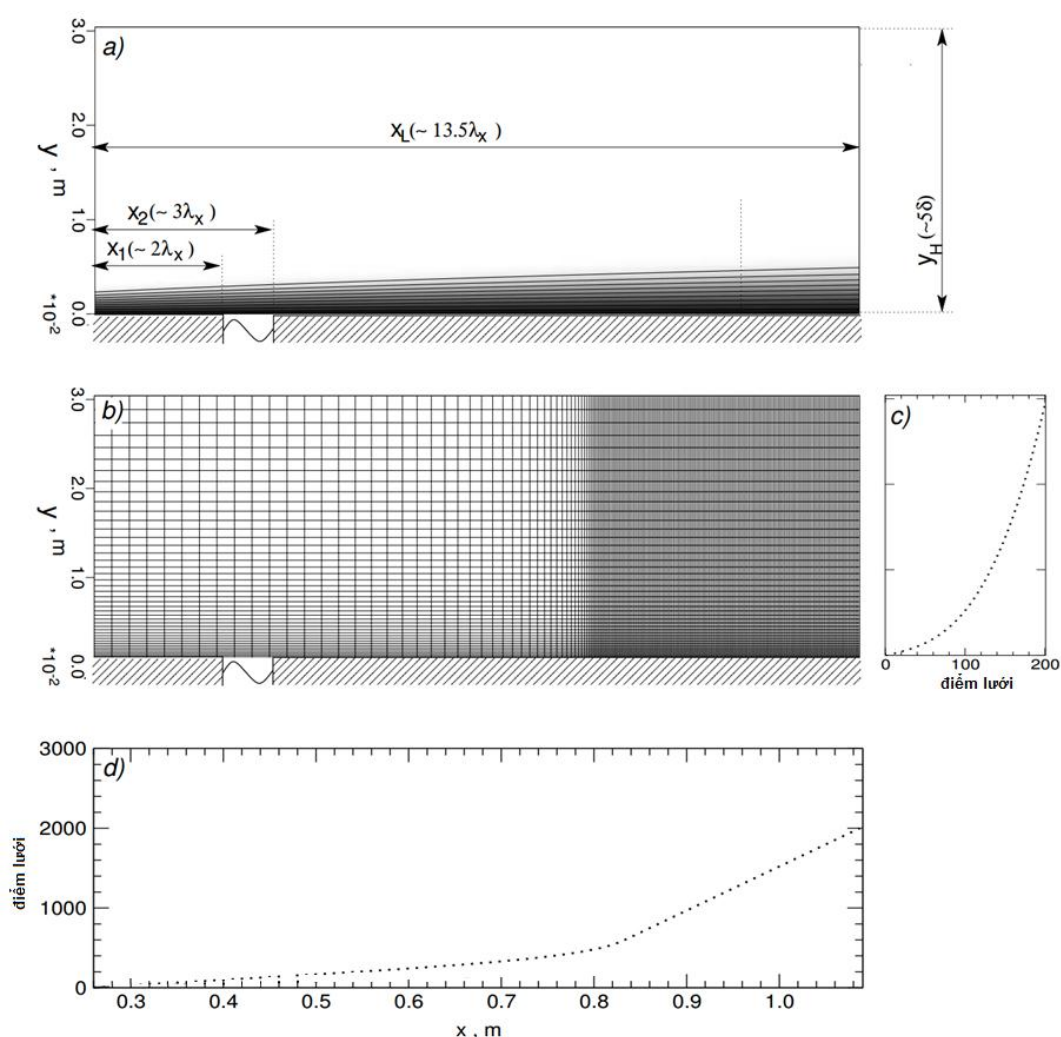 a)
3.0
2.0
1.0
0.0
*10⁻²
y , m
x_L(~ 13.5λ_x )
x_2(~ 3λ_x )
x_1(~ 2λ_x )
y_H (~5δ)
b)
3.0
2.0
1.0
0.0
*10⁻²
y , m
c)
0 100 200
điểm lưới
d)
3000
2000
1000
0
điểm lưới
0.3 0.4 0.5 0.6 0.7 0.8 0.9 1.0
x , m